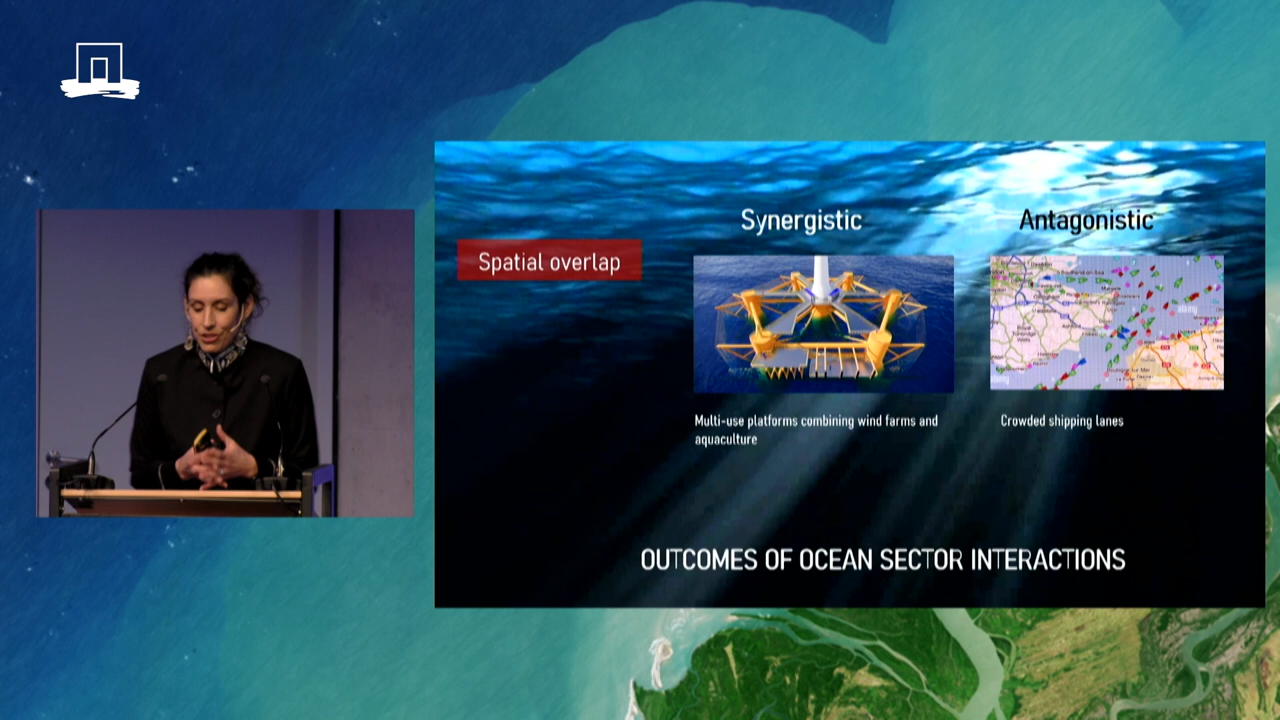 Synergistic
Antagonistic
Spatial overlap
Multi-use platforms combining wind farms and
aquaculture
Crowded shipping lanes
OUTCOMES OF OCEAN SECTOR INTERACTIONS